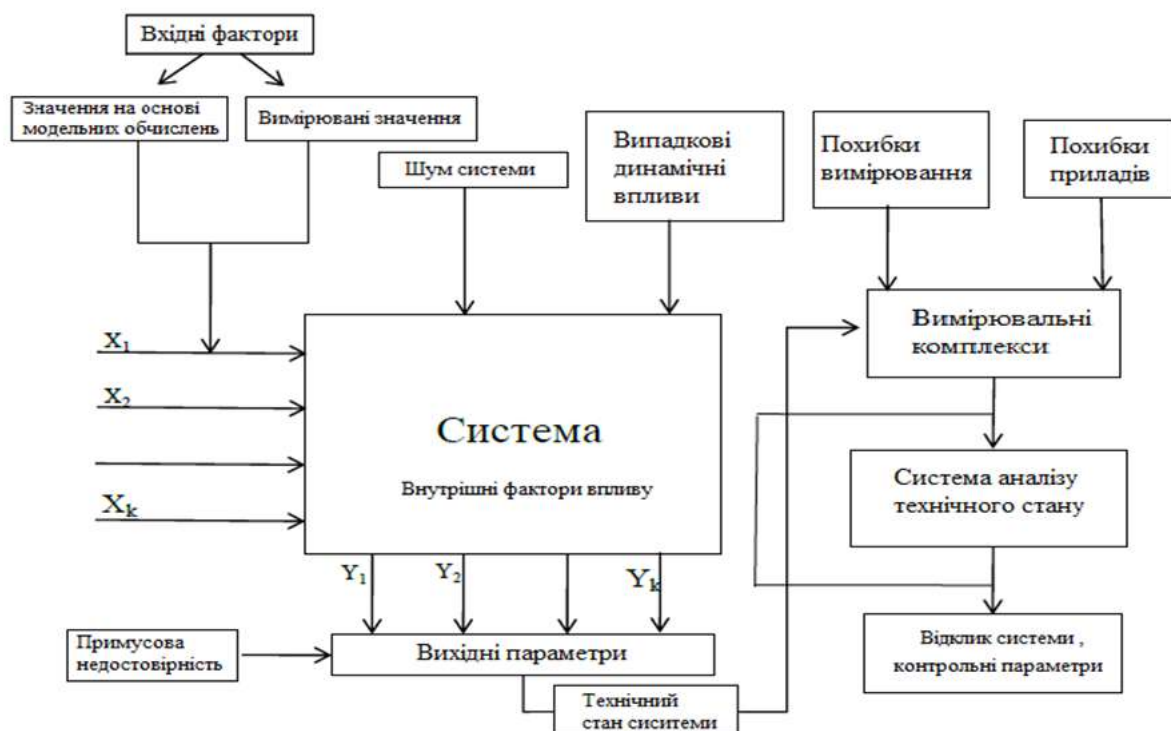 Вхідні фактори
Значення на основі
модельних обчислень
Вимірювані значення
Шум системи
Випадкові
динамічні
впливи
Похибки
вимірювання
Похибки
приладів
Вимірювальні
комплекси
X1
X2
Xk
Система
Внутрішні фактори впливу
Система аналізу
технічного стану
Y1
Y2
Yk
Примусова
недостовірність
Вихідні параметри
Відклик системи ,
контрольні параметри
Технічний
стан сиситеми